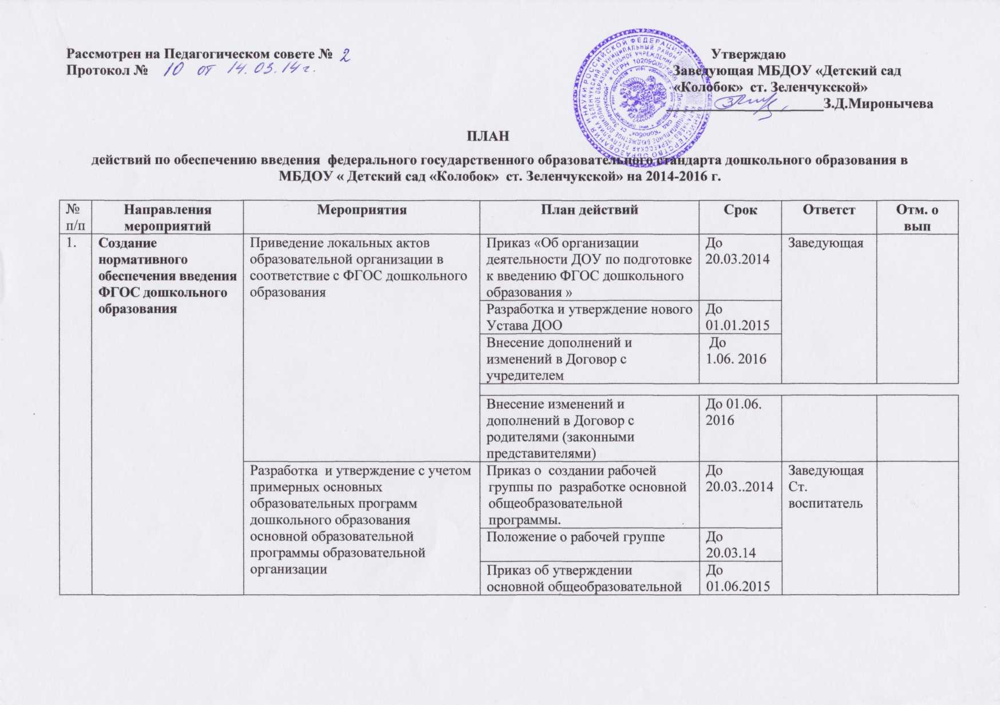 Рассмотрен на Педагогическом совете № 2
Протокол № 10 от 14.03.14г.
Утверждаю
Заведующая МБДОУ «Детский сад
«Колобок» ст. Зеленчукской»
З.Д.Миронычева
ПЛАН
действий по обеспечению введения федерального государственного образовательного стандарта дошкольного образования в
МБДОУ « Детский сад «Колобок» ст. Зеленчукской» на 2014-2016 г.
№
п/п
Направления
мероприятий
Мероприятия
План действий
Срок
Ответст
Отм. о
вып
1.
Создание
нормативного
обеспечения введения
ФГОС дошкольного
образования
Приведение локальных актов
образовательной организации в
соответствие с ФГОС дошкольного
образования
Приказ «Об организации
деятельности ДОУ по подготовке
к введению ФГОС дошкольного
образования »
До
20.03.2014
Заведующая
Разработка и утверждение нового
Устава ДОО
До
01.01.2015
Внесение дополнений и
изменений в Договор с
учредителем
До
1.06. 2016
Внесение изменений и
дополнений в Договор с
родителями (законными
представителями)
До 01.06.
2016
Разработка и утверждение с учетом
примерных основных
образовательных программ
дошкольного образования
основной образовательной
программы образовательной
организации
Приказ о создании рабочей
группы по разработке основной
общеобразовательной
программы.
До
20.03..2014
Заведующая
Ст.
воспитатель
Положение о рабочей группе
До
20.03.14
Приказ об утверждении
основной общеобразовательной
До
01.06.2015